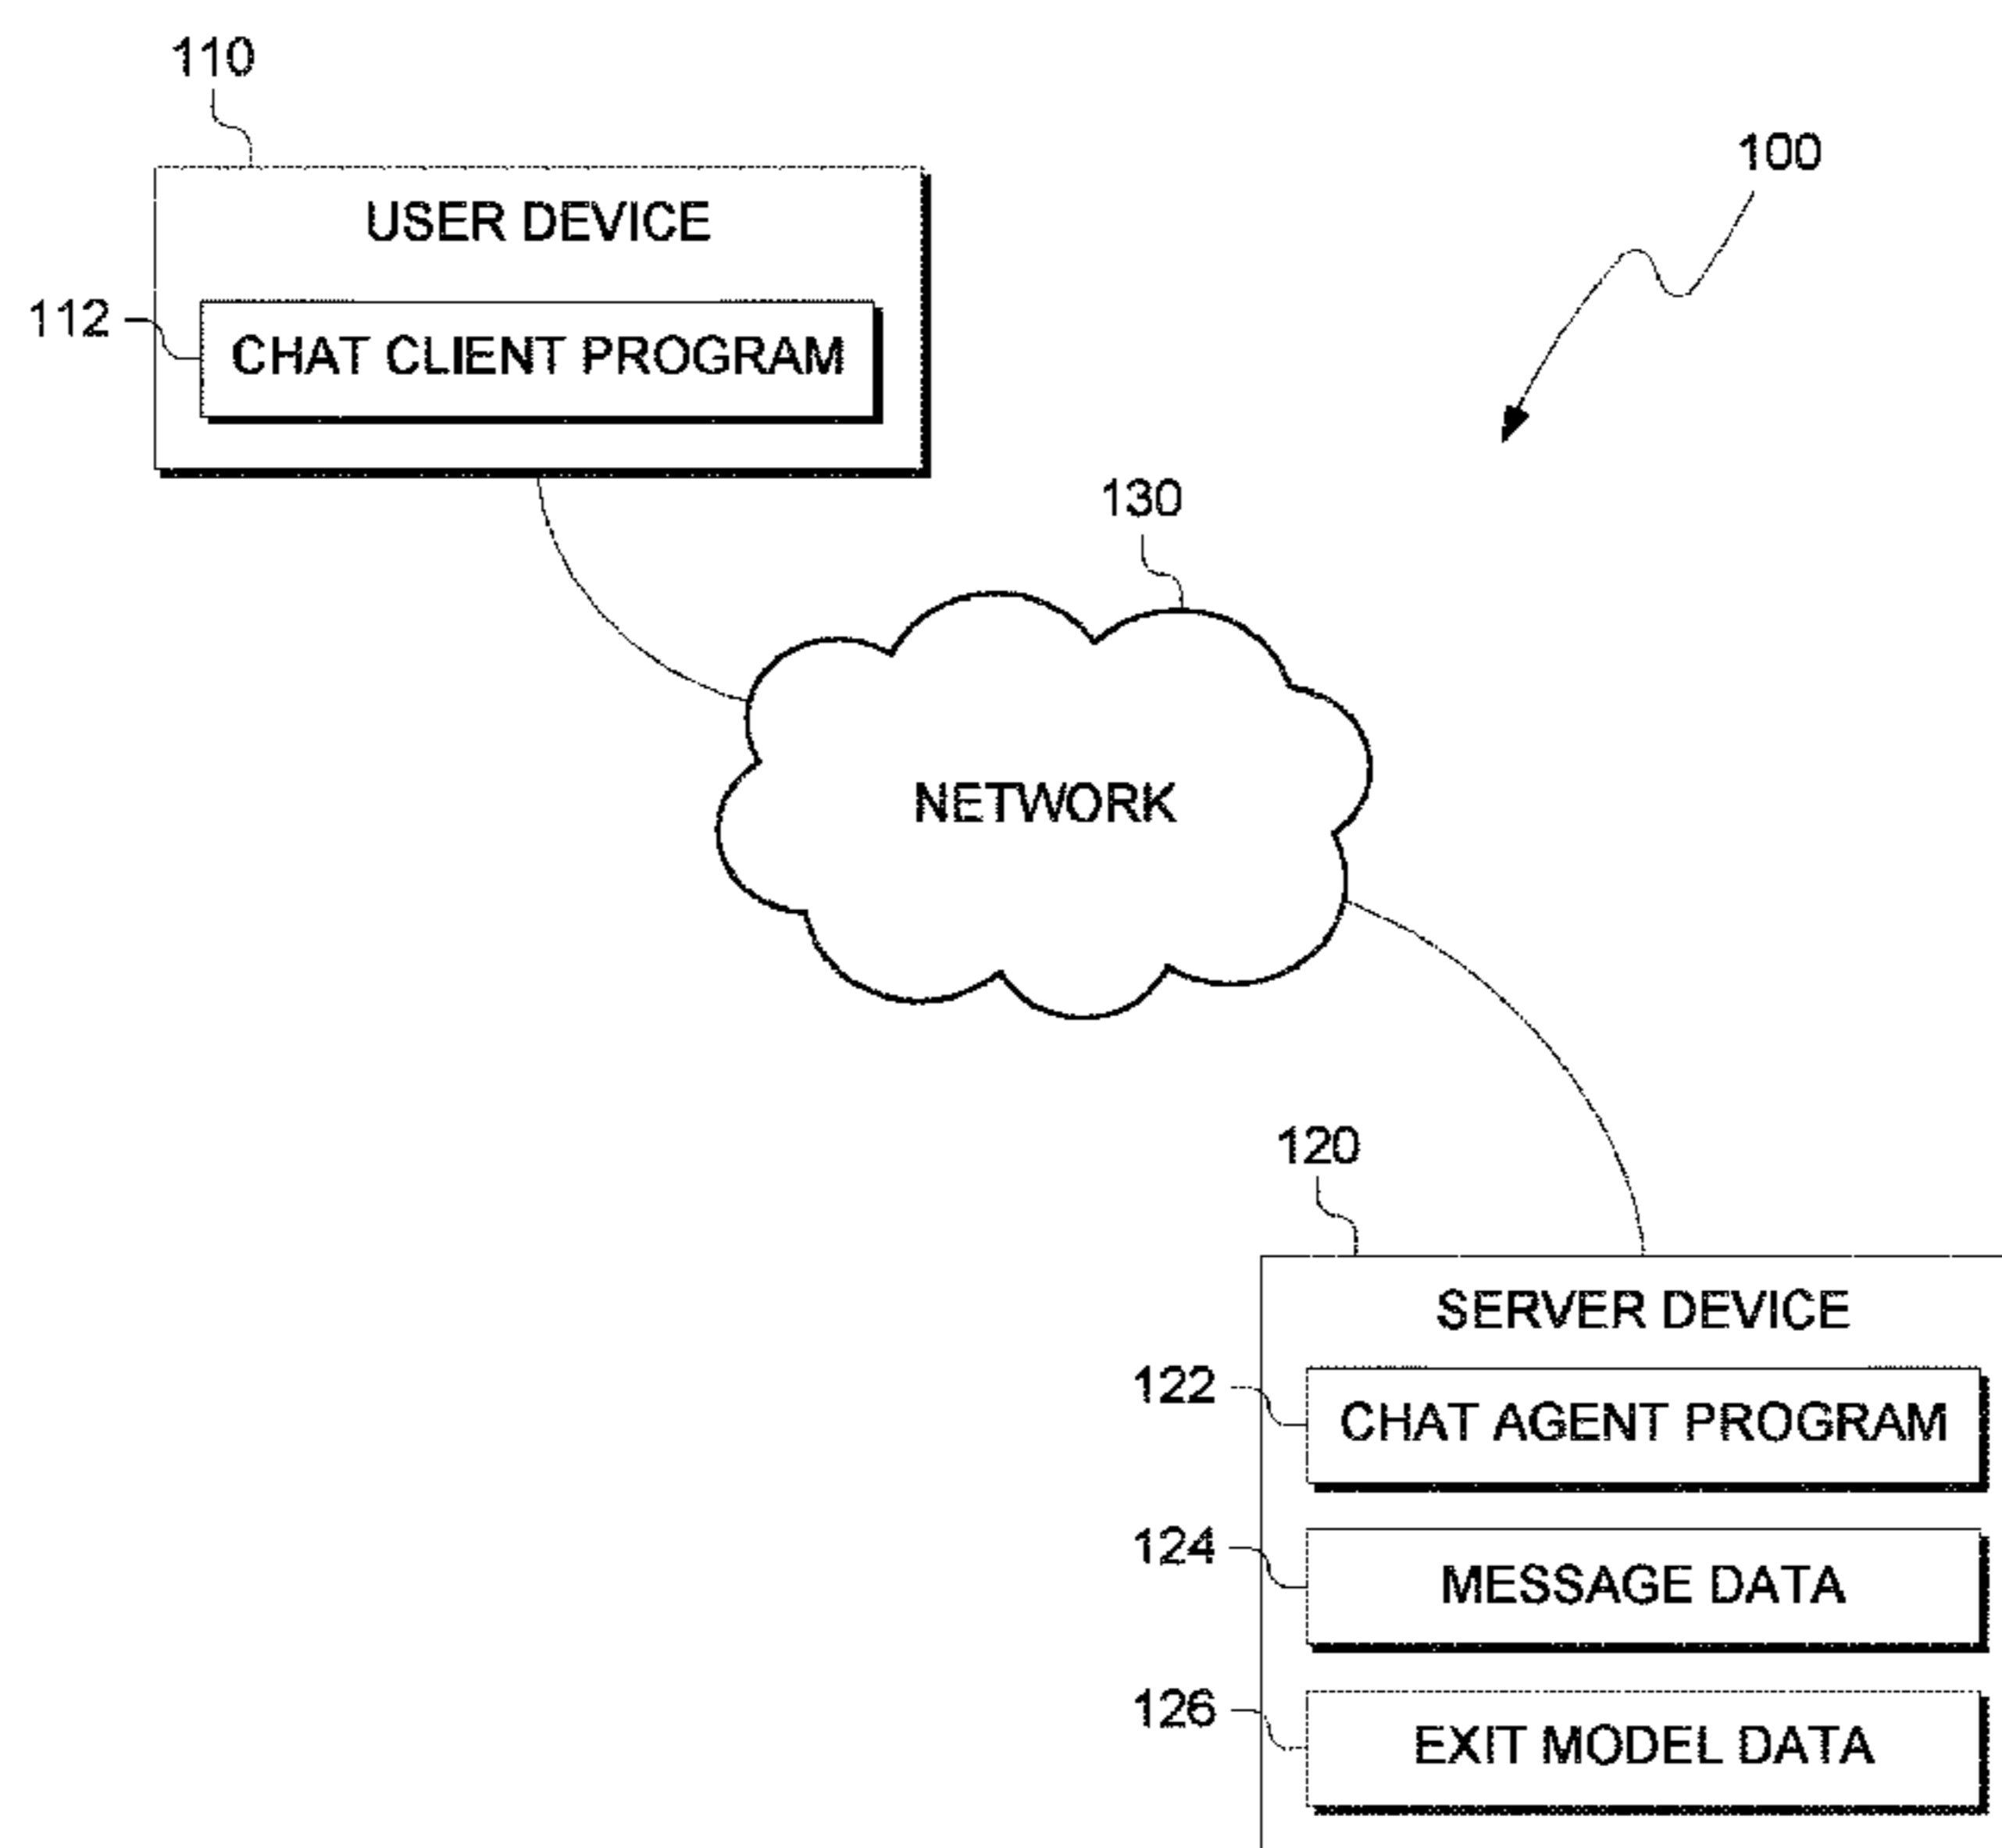 110
100
USER DEVICE
112
CHAT CLIENT PROGRAM
130
NETWORK
120
SERVER DEVICE
122
CHAT AGENT PROGRAM
124
MESSAGE DATA
126
EXIT MODEL DATA